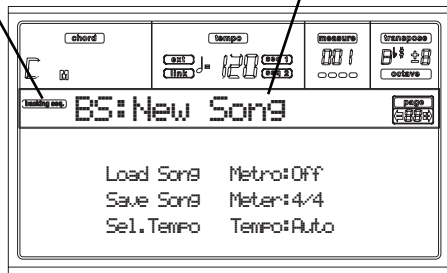 chord tempo measure transpose
ext seq 1
link ♩= 120 seq 2 001
C M octave
backing seq. BS:New Song page
Load Song Metro:Off
Save Song Meter:4/4
Sel.Tempo Tempo:Auto